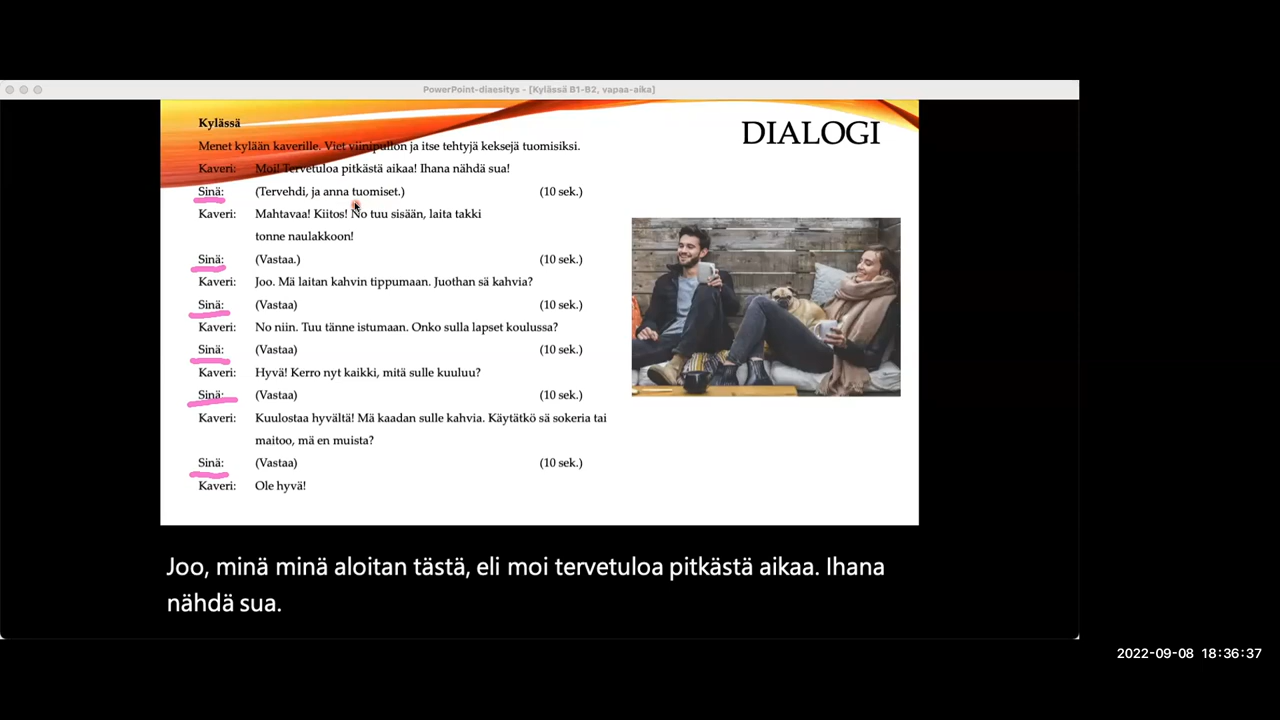 PowerPoint-diaesitys - [Kylässä B1-B2, vapaa-aika]
DIALOGI
Kylässä
Menet kylään kaverille. Viet viinipullon ja itse tehtyjä keksejä tuomisiksi.
Kaveri: Moi! Tervetuloa pitkästä aikaa! Ihana nähdä sua!
Sinä: (Tervehdi, ja anna tuomiset.) (10 sek.)
Kaveri: Mahtavaa! Kiitos! No tuu sisään, laita takki
tonne naulakkoon!
Sinä: (Vastaa.) (10 sek.)
Kaveri: Joo. Mä laitan kahvin tippumaan. Juothan sä kahvia?
Sinä: (Vastaa) (10 sek.)
Kaveri: No niin. Tuu tänne istumaan. Onko sulla lapset koulussa?
Sinä: (Vastaa) (10 sek.)
Kaveri: Hyvä! Kerro nyt kaikki, mitä sulle kuuluu?
Sinä: (Vastaa) (10 sek.)
Kaveri: Kuulostaa hyvältä! Mä kaadan sulle kahvia. Käytätkö sä sokeria tai
maitoo, mä en muista?
Sinä: (Vastaa) (10 sek.)
Kaveri: Ole hyvä!
Joo, minä minä aloitan tästä, eli moi tervetuloa pitkästä aikaa. Ihana
nähdä sua.
2022-09-08 18:36:37